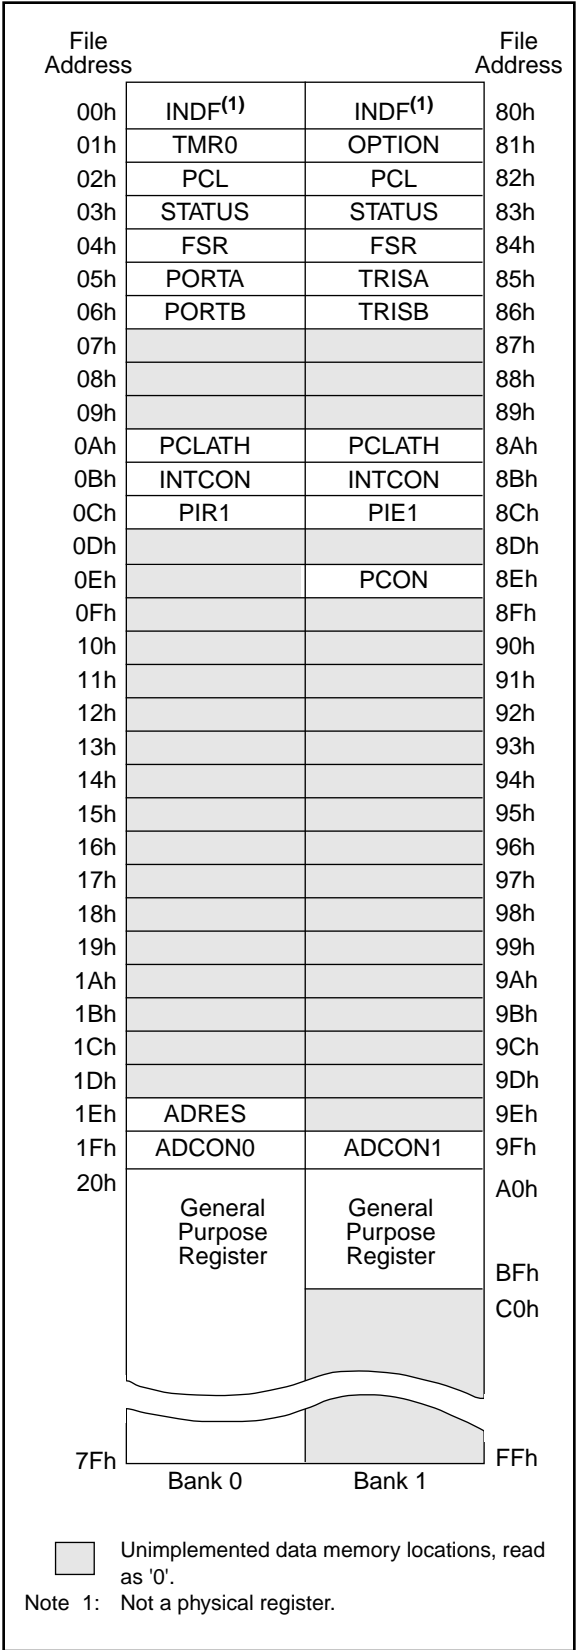 File Address File Address
00h INDF(1) INDF(1) 80h
01h TMR0 OPTION 81h
02h PCL PCL 82h
03h STATUS STATUS 83h
04h FSR FSR 84h
05h PORTA TRISA 85h
06h PORTB TRISB 86h
07h 87h
08h 88h
09h 89h
0Ah PCLATH PCLATH 8Ah
0Bh INTCON INTCON 8Bh
0Ch PIR1 PIE1 8Ch
0Dh 8Dh
0Eh PCON 8Eh
0Fh 8Fh
10h 90h
11h 91h
12h 92h
13h 93h
14h 94h
15h 95h
16h 96h
17h 97h
18h 98h
19h 99h
1Ah 9Ah
1Bh 9Bh
1Ch 9Ch
1Dh 9Dh
1Eh ADRES 9Eh
1Fh ADCON0 ADCON1 9Fh
20h A0h
General General
Purpose Purpose
Register Register
BFh
C0h
7Fh FFh
Bank 0 Bank 1
Unimplemented data memory locations, read
as '0'.
Note 1: Not a physical register.